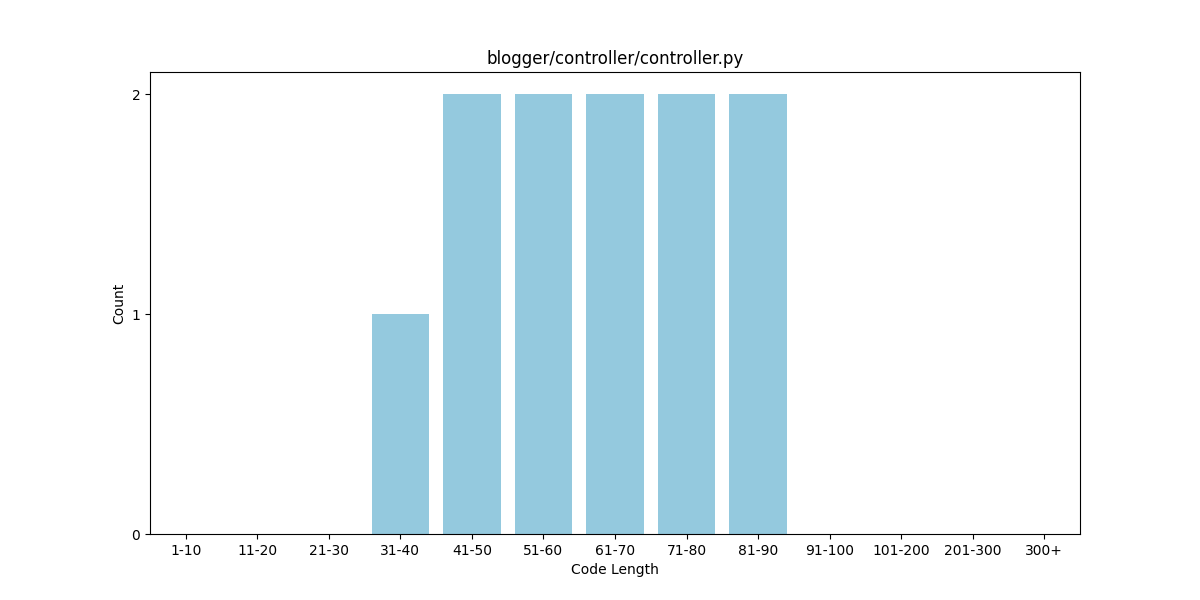 blogger/controller/controller.py
2
1
0
Count
1-10 11-20 21-30 31-40 41-50 51-60 61-70 71-80 81-90 91-100 101-200 201-300 300+
Code Length